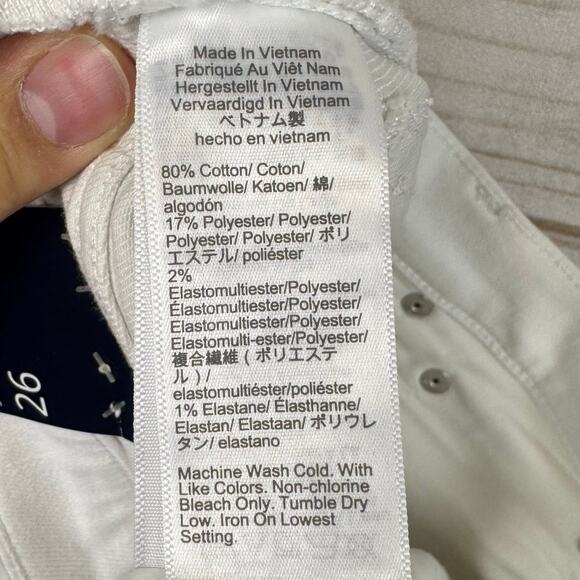 Made In Vietnam
Fabriqué Au Viêt Nam
Hergestellt In Vietnam
Vervaardigd In Vietnam
ベトナム製
hecho en vietnam
80% Cotton/ Coton/
Baumwolle/ Katoen/ 綿/
algodón
17% Polyester/ Polyester/
Polyester/ Polyester/ ポリ
エステル/ poliéster
2%
Elastomultiester/Polyester/
Élastomultiester/Polyester/
Elastomultiester/Polyester/
Elastomulti-ester/Polyester/
複合繊維 ( ポリエステ
ル ) /
elastomultiéster/poliéster
1% Elastane/ Élasthanne/
Elastan/ Elastaan/ ポリウレ
タン/ elastano
Machine Wash Cold. With
Like Colors. Non-chlorine
Bleach Only. Tumble Dry
Low. Iron On Lowest
Setting.
26